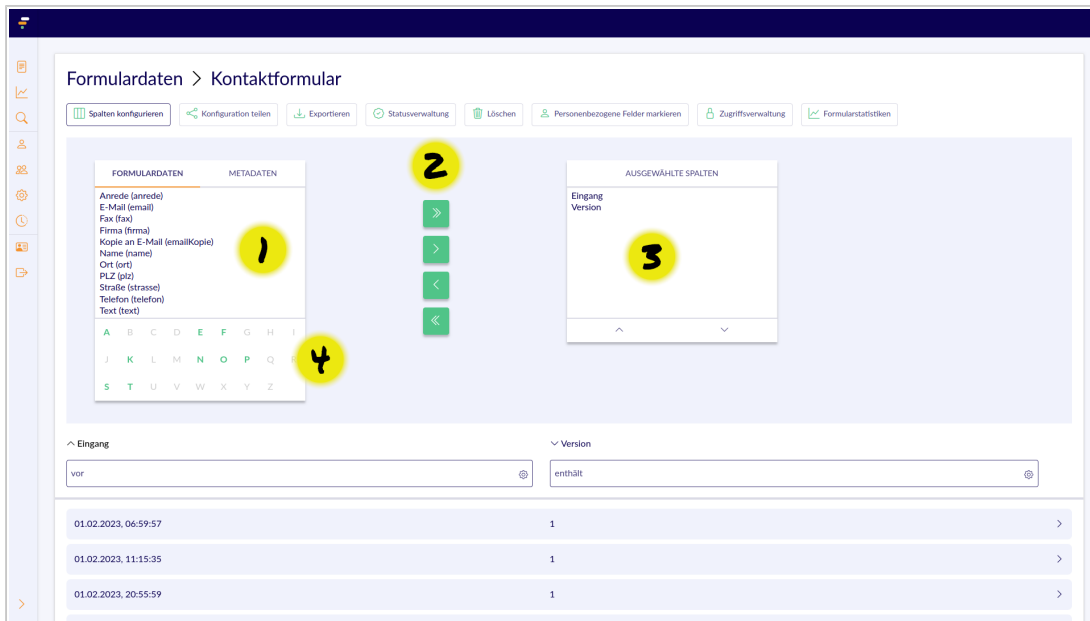 Formulardaten > Kontaktformular
Spalten konfigurieren Konfiguration teilen Exportieren Statusverwaltung Löschen Personenbezogene Felder markieren Zugriffsverwaltung Formularstatistiken
FORMULARDATEN METADATEN
Anrede (anrede)
E-Mail (email)
Fax (fax)
Firma (firma)
Kopie an E-Mail (emailKopie)
Name (name)
Ort (ort)
PLZ (plz)
Straße (strasse)
Telefon (telefon)
Text (text)
A B C D E F G H I
J K L M N O P Q
S T U V W X Y Z
1
2
3
4
AUSGEWÄHLTE SPALTEN
Eingang
Version
Eingang Version
vor enthält
01.02.2023, 06:59:57 1
01.02.2023, 11:15:35 1
01.02.2023, 20:55:59 1